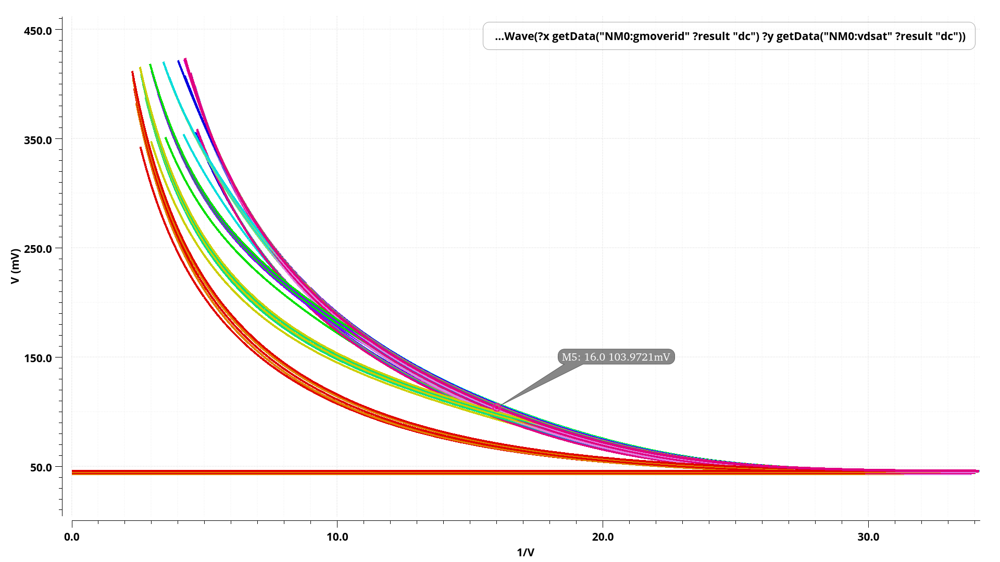 ...Wave(?x getData("NM0:gmoverid" ?result "dc") ?y getData("NM0:vdsat" ?result "dc"))
450.0
350.0
250.0
150.0
50.0
V (mV)
M5: 16.0 103.9721mV
0.0
10.0
20.0
30.0
1/V